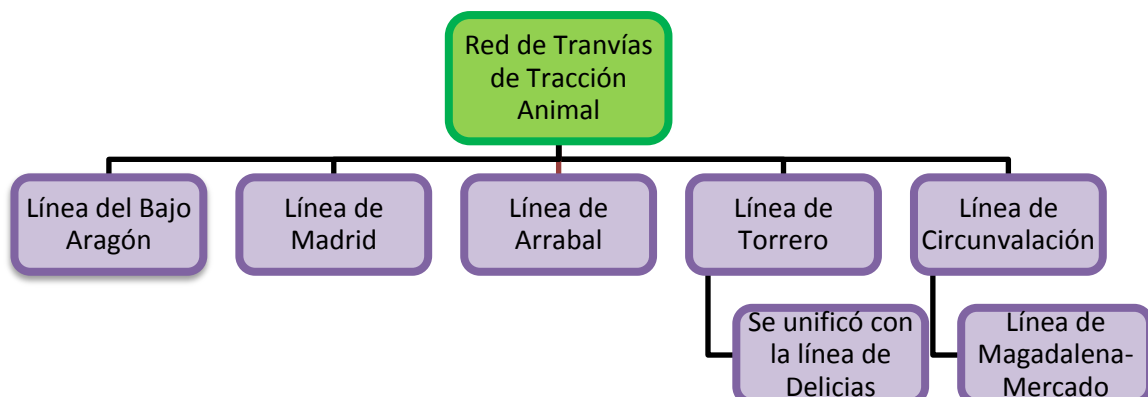 Red de Tranvías
de Tracción
Animal
Línea del Bajo
Aragón
Línea de
Madrid
Línea de
Arrabal
Línea de
Torrero
Línea de
Circunvalación
Se unificó con
la línea de
Delicias
Línea de
Magadalena-
Mercado